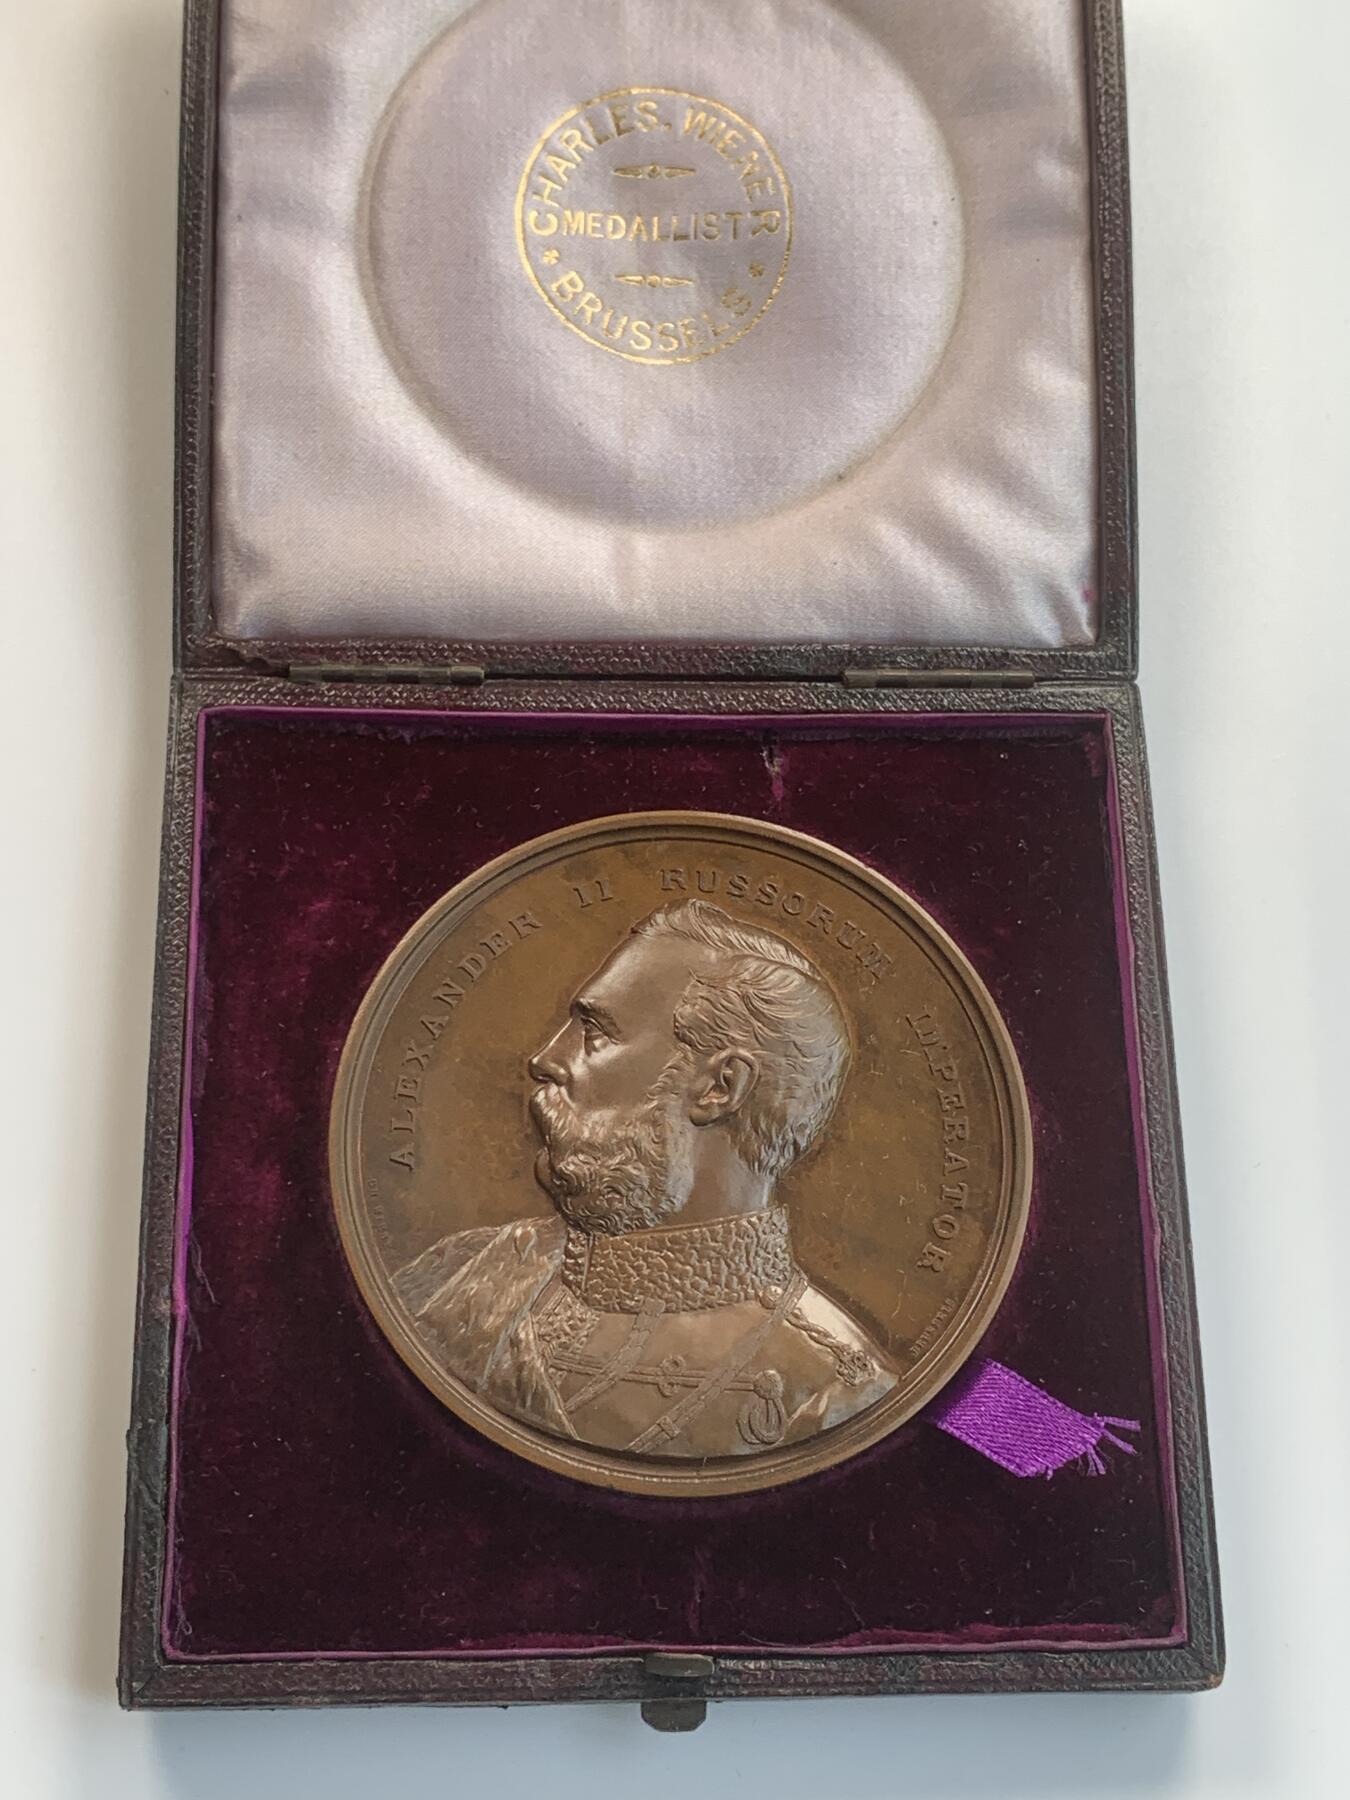 CHARLES. WIENER
MEDALLIST
* BRUSSELS *
ALEXANDER II RUSSORUM IMPERATOR